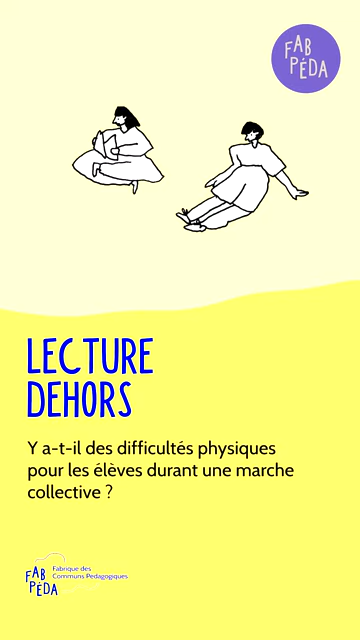 FAB
PÉDA
LECTURE
DEHORS
Y a-t-il des difficultés physiques
pour les élèves durant une marche
collective ?
FAB
PÉDA
Fabrique des
Communs Pédagogiques